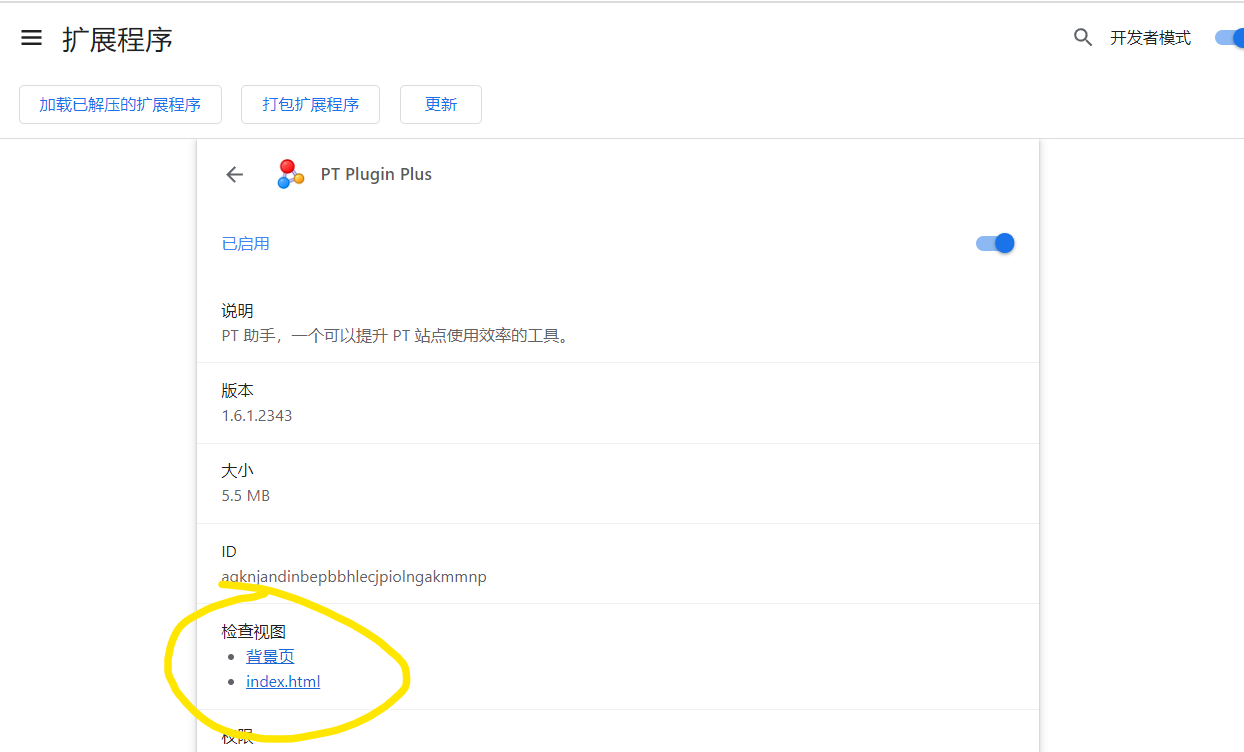 扩展程序
开发者模式
加载已解压的扩展程序
打包扩展程序
更新
PT Plugin Plus
已启用
说明
PT 助手，一个可以提升 PT 站点使用效率的工具。
版本
1.6.1.2343
大小
5.5 MB
ID
aqknjandinbepbbhlecjpiolngakmmnp
检查视图
背景页
index.html
权限